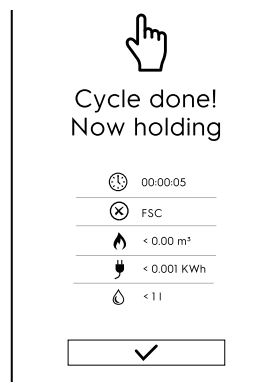 Cycle done!
Now holding
00:00:05
FSC
< 0.00 m³
< 0.001 KWh
< 1 l